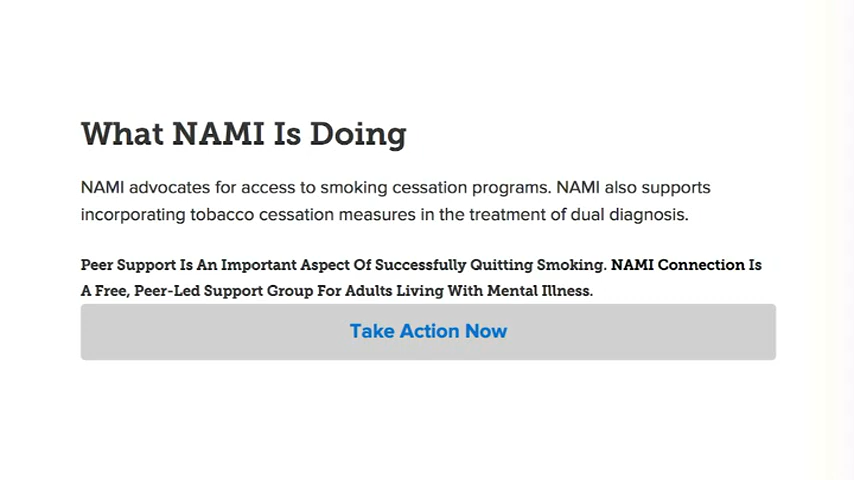 What NAMI Is Doing
NAMI advocates for access to smoking cessation programs. NAMI also supports
incorporating tobacco cessation measures in the treatment of dual diagnosis.
Peer Support Is An Important Aspect Of Successfully Quitting Smoking. NAMI Connection Is
A Free, Peer-Led Support Group For Adults Living With Mental Illness.
Take Action Now